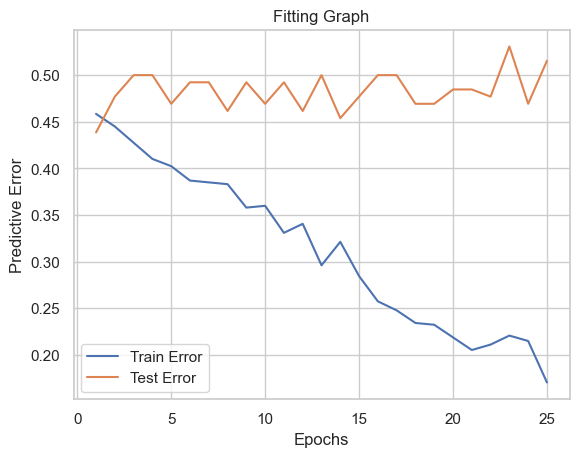 Fitting Graph
Predictive Error
0.50
0.45
0.40
0.35
0.30
0.25
0.20
Train Error
Test Error
0 5 10 15 20 25
Epochs